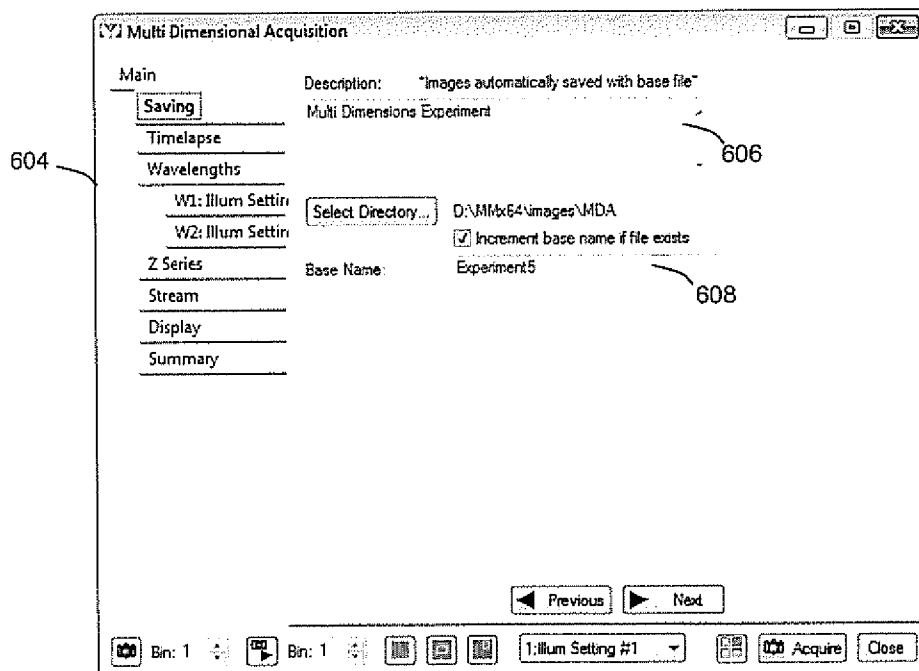 Multi Dimensional Acquisition
Main
Saving
Timelapse
Wavelengths
W1: Illum Settin
W2: Illum Settin
Z Series
Stream
Display
Summary
604
Description: "Images automatically saved with base file"
Multi Dimensions Experiment
606
Select Directory... D:\MMx64\images\MDA
Increment base name if file exists
Base Name: Experiment5
608
Previous Next
Bin: 1 Bin: 1 1:Illum Setting #1 Acquire Close